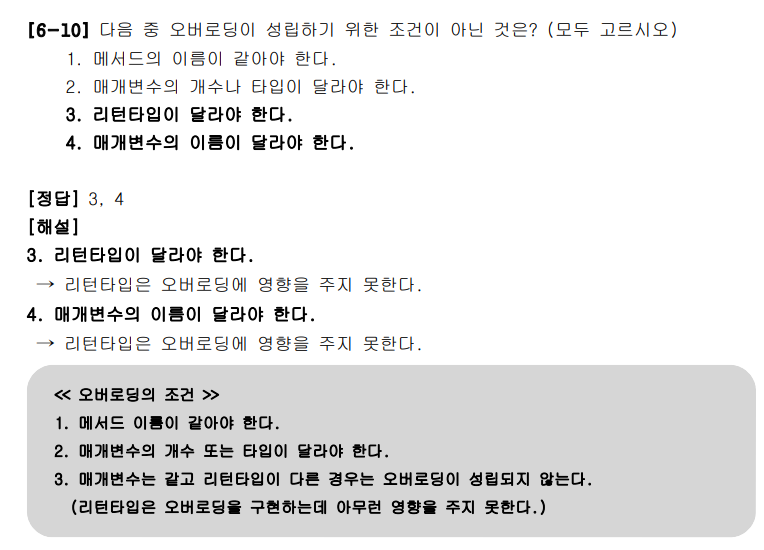 [6-10] 다음 중 오버로딩이 성립하기 위한 조건이 아닌 것은? (모두 고르시오)
1. 메서드의 이름이 같아야 한다.
2. 매개변수의 개수나 타입이 달라야 한다.
3. 리턴타입이 달라야 한다.
4. 매개변수의 이름이 달라야 한다.
[정답] 3, 4
[해설]
3. 리턴타입이 달라야 한다.
→ 리턴타입은 오버로딩에 영향을 주지 못한다.
4. 매개변수의 이름이 달라야 한다.
→ 리턴타입은 오버로딩에 영향을 주지 못한다.
≪ 오버로딩의 조건 ≫
1. 메서드 이름이 같아야 한다.
2. 매개변수의 개수 또는 타입이 달라야 한다.
3. 매개변수는 같고 리턴타입이 다른 경우는 오버로딩이 성립되지 않는다.
(리턴타입은 오버로딩을 구현하는데 아무런 영향을 주지 못한다.)